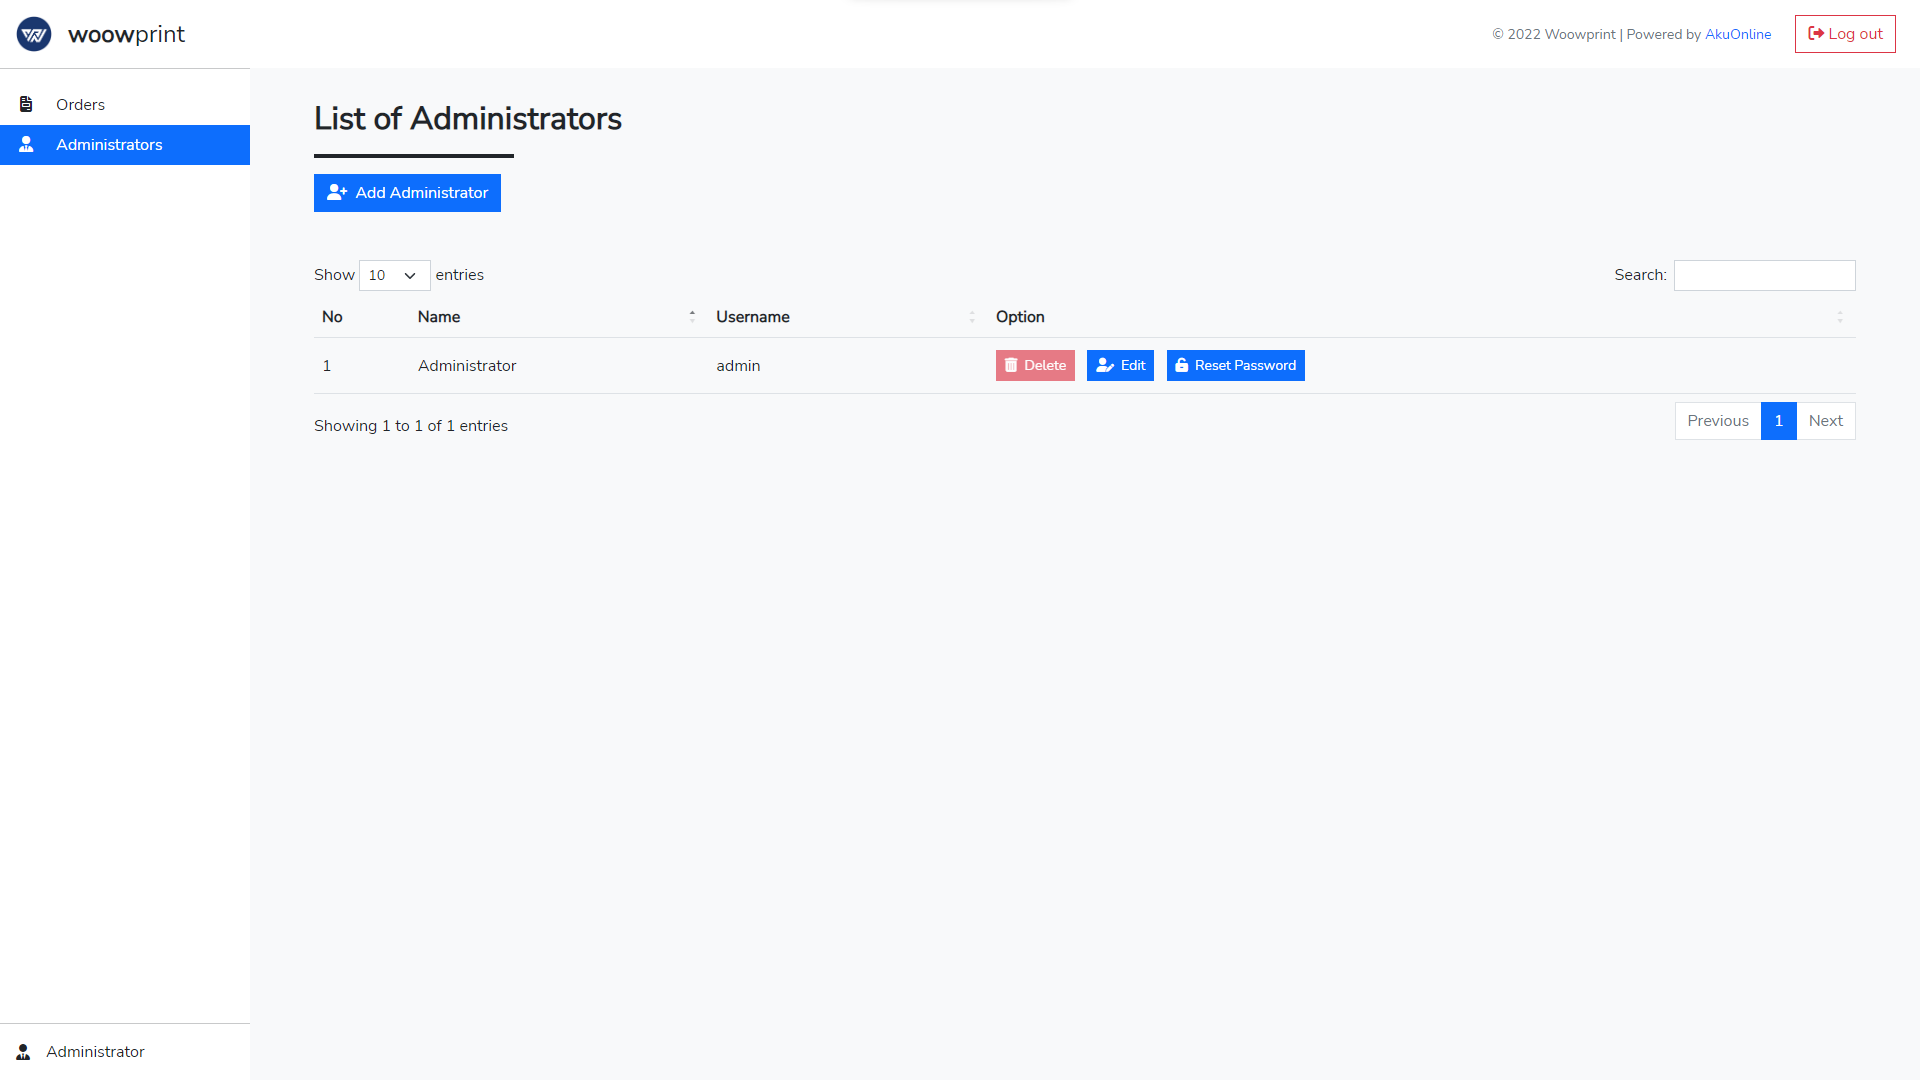 woowprint
© 2022 Woowprint | Powered by AkuOnline
Log out
Orders
Administrators
List of Administrators
Add Administrator
Show 10 entries
Search:
No Name Username Option
1 Administrator admin Delete Edit Reset Password
Showing 1 to 1 of 1 entries
Previous 1 Next
Administrator